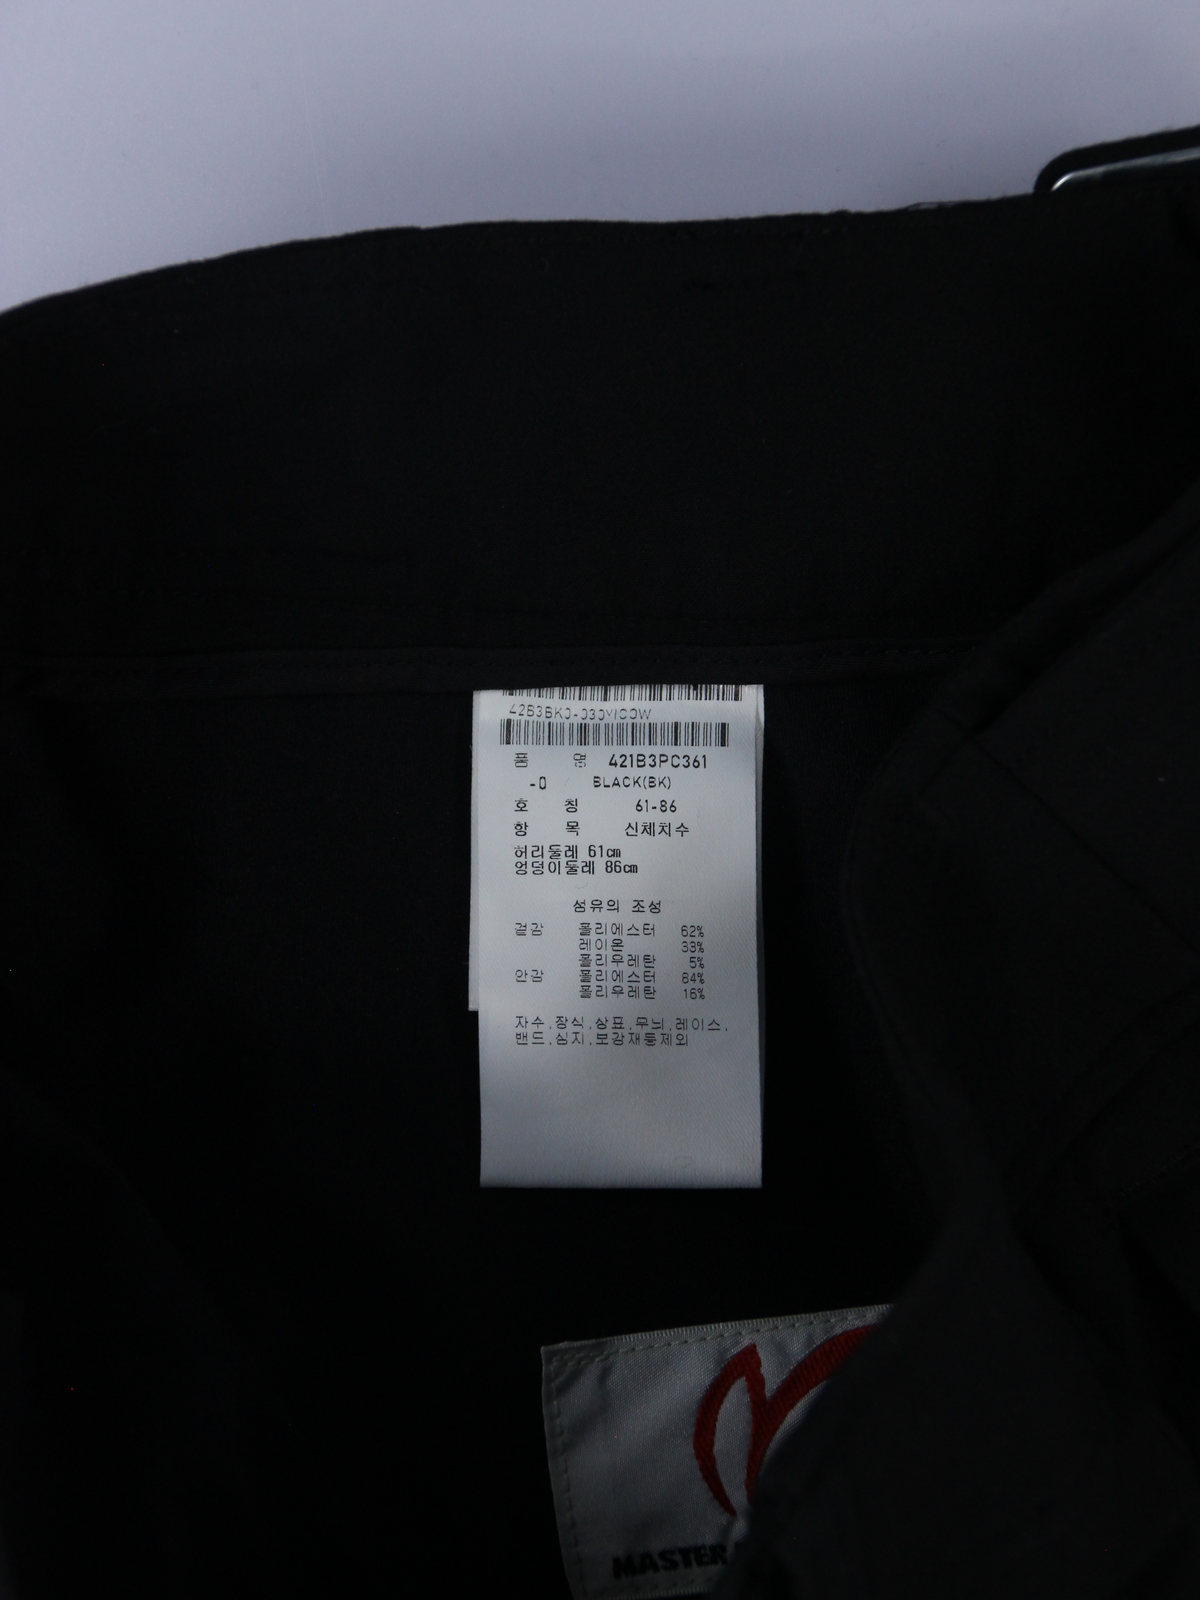 42B3BK0-030YICOW
품 명 421B3PC361
-0 BLACK(BK)
호 칭 61-86
항 목 신체치수
허리둘레 61㎝
엉덩이둘레 86㎝
섬유의 조성
겉감 폴리에스터 62%
레이온 33%
폴리우레탄 5%
안감 폴리에스터 84%
폴리우레탄 16%
자수,장식,상표,무늬,레이스,
밴드,심지,보강재등제외
MASTER